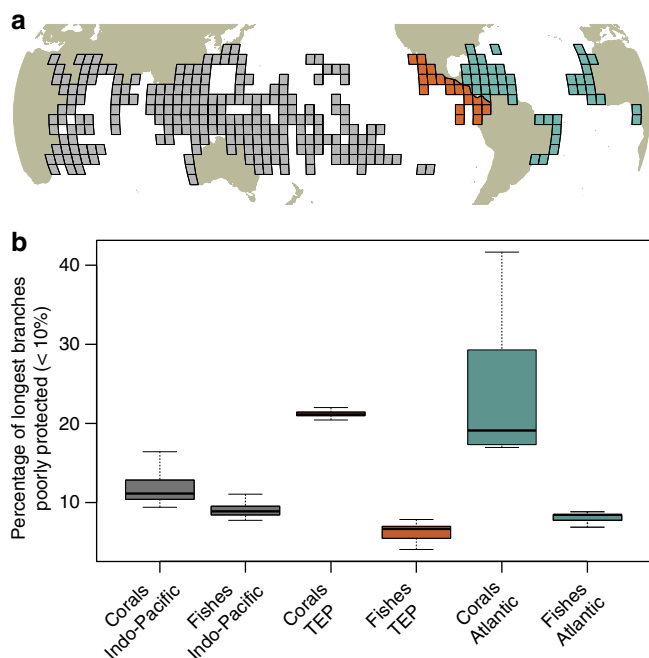 a
b
Percentage of longest branches
poorly protected (< 10%)
40
30
20
10
Corals
Indo-Pacific
Fishes
Indo-Pacific
Corals
TEP
Fishes
TEP
Corals
Atlantic
Fishes
Atlantic